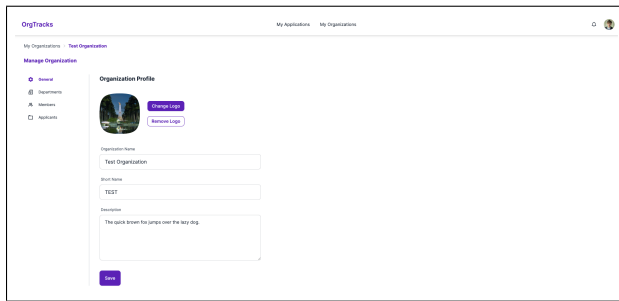 OrgTracks
My Applications My Organizations
My Organizations › Test Organization
Manage Organization
General
Departments
Members
Applicants
Organization Profile
Change Logo
Remove Logo
Organization Name
Test Organization
Short Name
TEST
Description
The quick brown fox jumps over the lazy dog.
Save